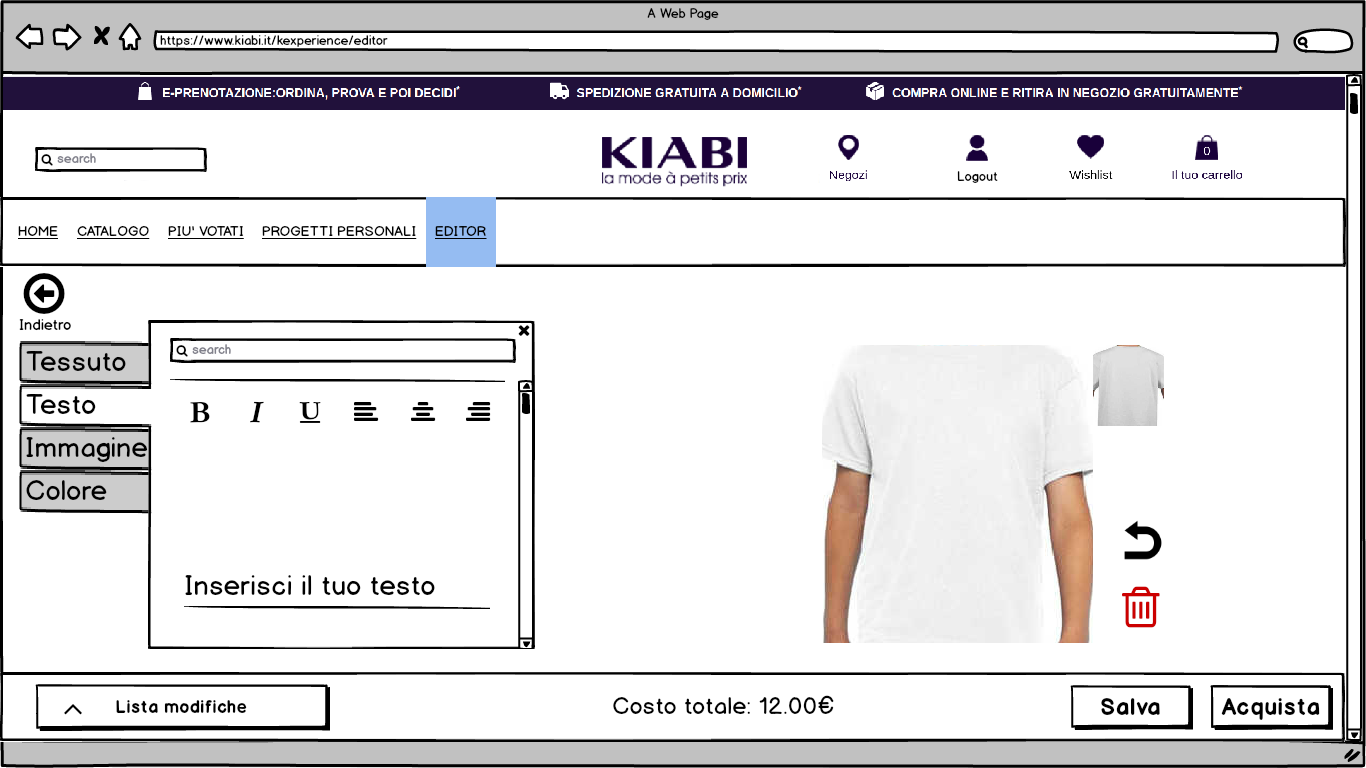 A Web Page
https://www.kiabi.it/kexperience/editor
E-PRENOTAZIONE:ORDINA, PROVA E POI DECIDI*
SPEDIZIONE GRATUITA A DOMICILIO*
COMPRA ONLINE E RITIRA IN NEGOZIO GRATUITAMENTE*
search
KIABI
la mode à petits prix
Negozi
Logout
Wishlist
0
Il tuo carrello
HOME
CATALOGO
PIU' VOTATI
PROGETTI PERSONALI
EDITOR
Indietro
Tessuto
Testo
Immagine
Colore
search
B I U
Inserisci il tuo testo
Lista modifiche
Costo totale: 12.00€
Salva
Acquista